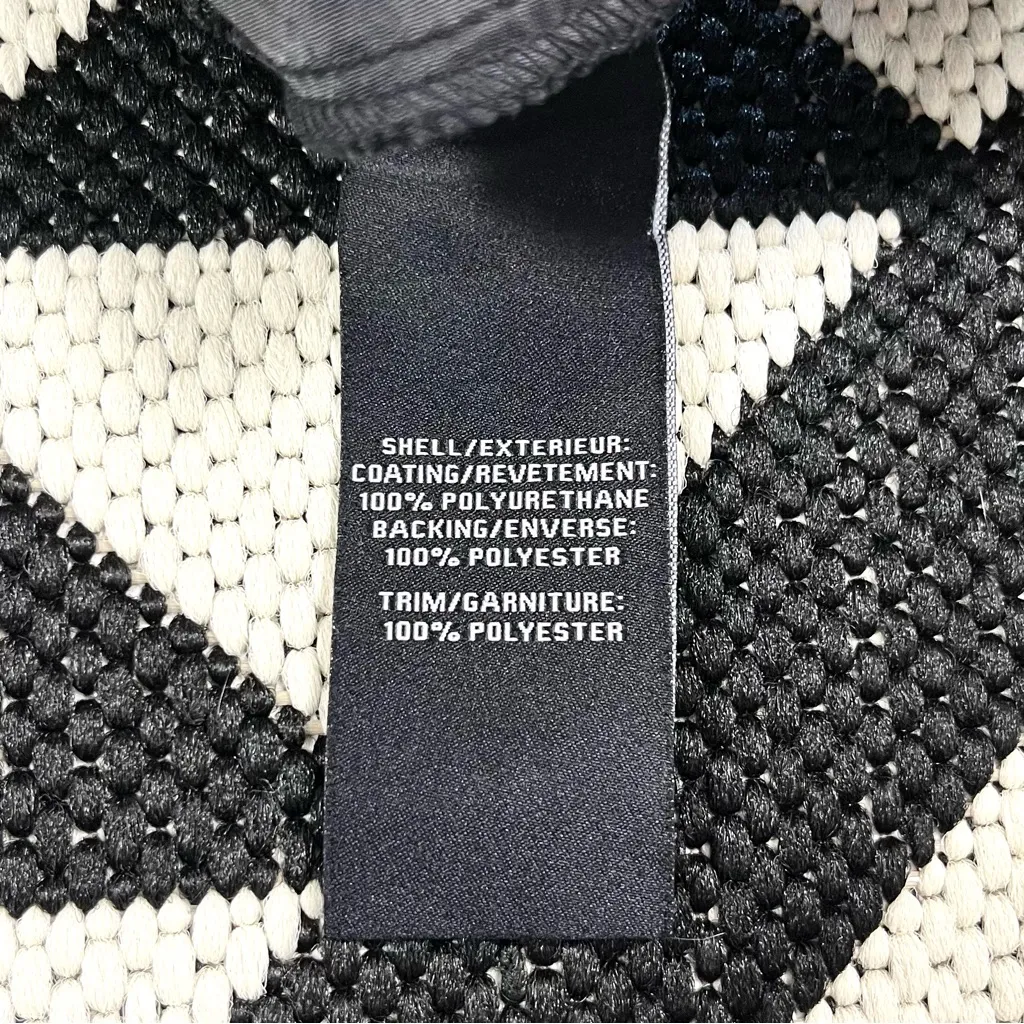 SHELL/EXTERIEUR:
COATING/REVETEMENT:
100% POLYURETHANE
BACKING/ENVERSE:
100% POLYESTER
TRIM/GARNITURE:
100% POLYESTER